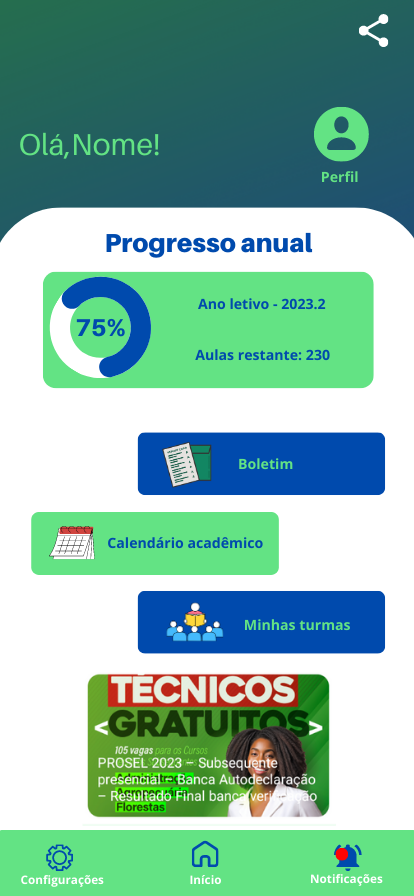 Olá,Nome!
Perfil
Progresso anual
75%
Ano letivo - 2023.2
Aulas restante: 230
Boletim
Calendário acadêmico
Minhas turmas
TÉCNICOS
GRATUITOS
105 vagas para os Cursos
< >
PROSEL 2023 – Subsequente
presencial – Banca Autodeclaração
– Resultado Final banca verificação
Florestas
Configurações
Início
Notificações